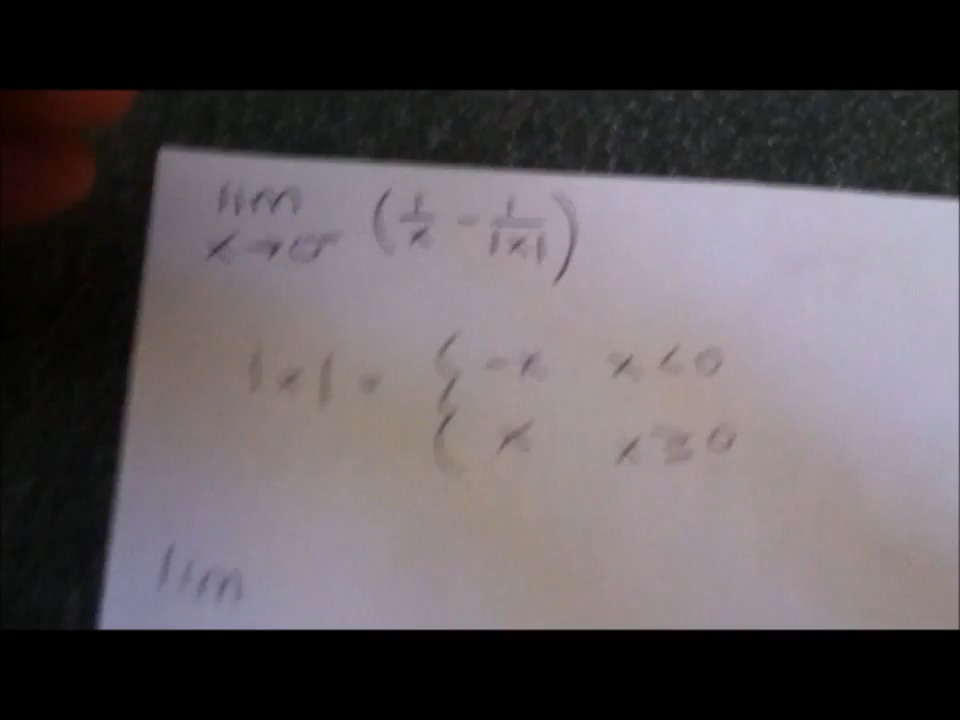 lim (1/x - 1/|x|)
x→0⁻
|x| = { -x x<0
{ x x≥0
lim